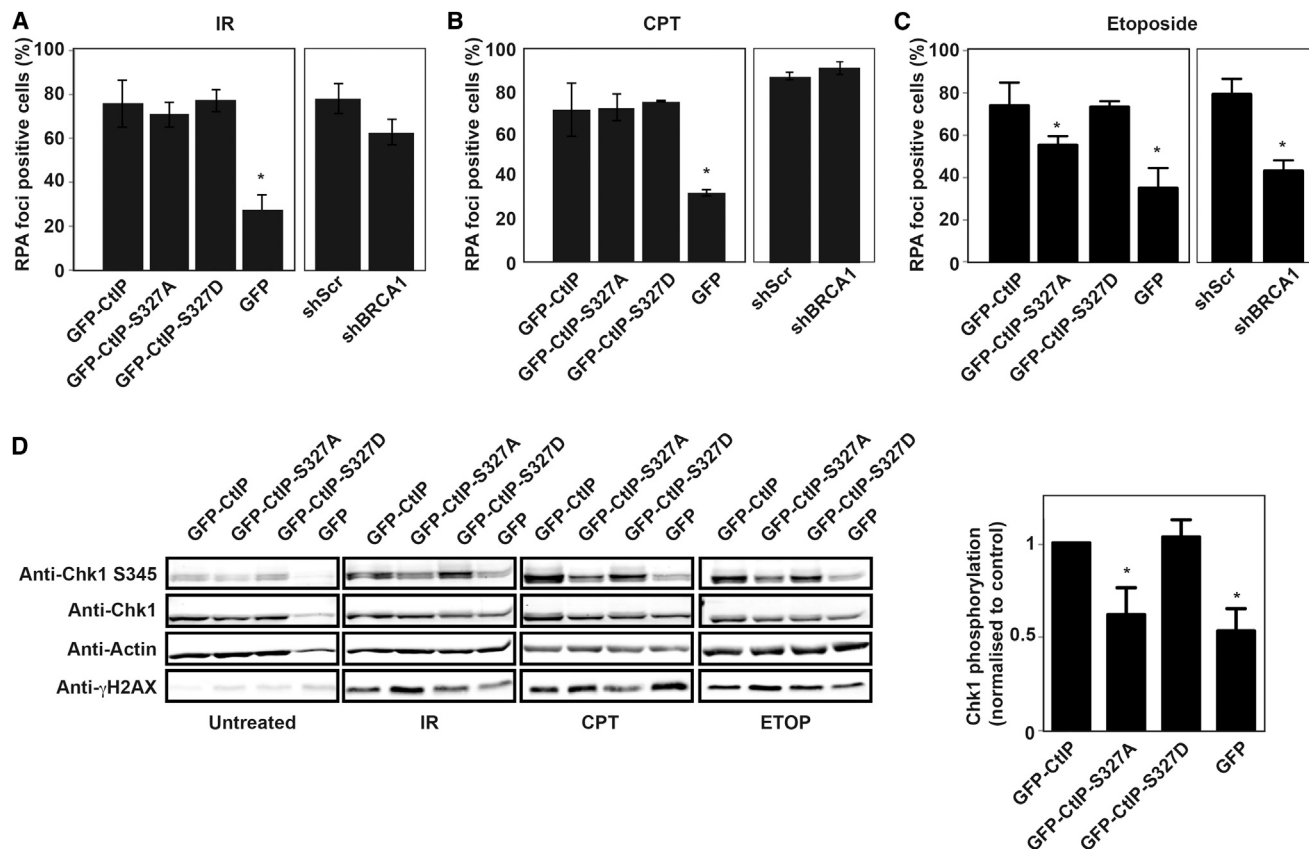 A
IR
RPA foci positive cells (%)
100
80
60
40
20
0
GFP-CtIP
GFP-CtIP-S327A
GFP-CtIP-S327D
GFP
shScr
shBRCA1
*
B
CPT
RPA foci positive cells (%)
100
80
60
40
20
0
GFP-CtIP
GFP-CtIP-S327A
GFP-CtIP-S327D
GFP
shScr
shBRCA1
*
C
Etoposide
RPA foci positive cells (%)
100
80
60
40
20
0
GFP-CtIP
GFP-CtIP-S327A
GFP-CtIP-S327D
GFP
shScr
shBRCA1
*
*
*
D
GFP-CtIP
GFP-CtIP-S327A
GFP-CtIP-S327D
GFP
GFP-CtIP
GFP-CtIP-S327A
GFP-CtIP-S327D
GFP
GFP-CtIP
GFP-CtIP-S327A
GFP-CtIP-S327D
GFP
GFP-CtIP
GFP-CtIP-S327A
GFP-CtIP-S327D
GFP
Anti-Chk1 S345
Anti-Chk1
Anti-Actin
Anti-γH2AX
Untreated
IR
CPT
ETOP
Chk1 phosphorylation
(normalised to control)
1
0.5
0
*
*
GFP-CtIP
GFP-CtIP-S327A
GFP-CtIP-S327D
GFP